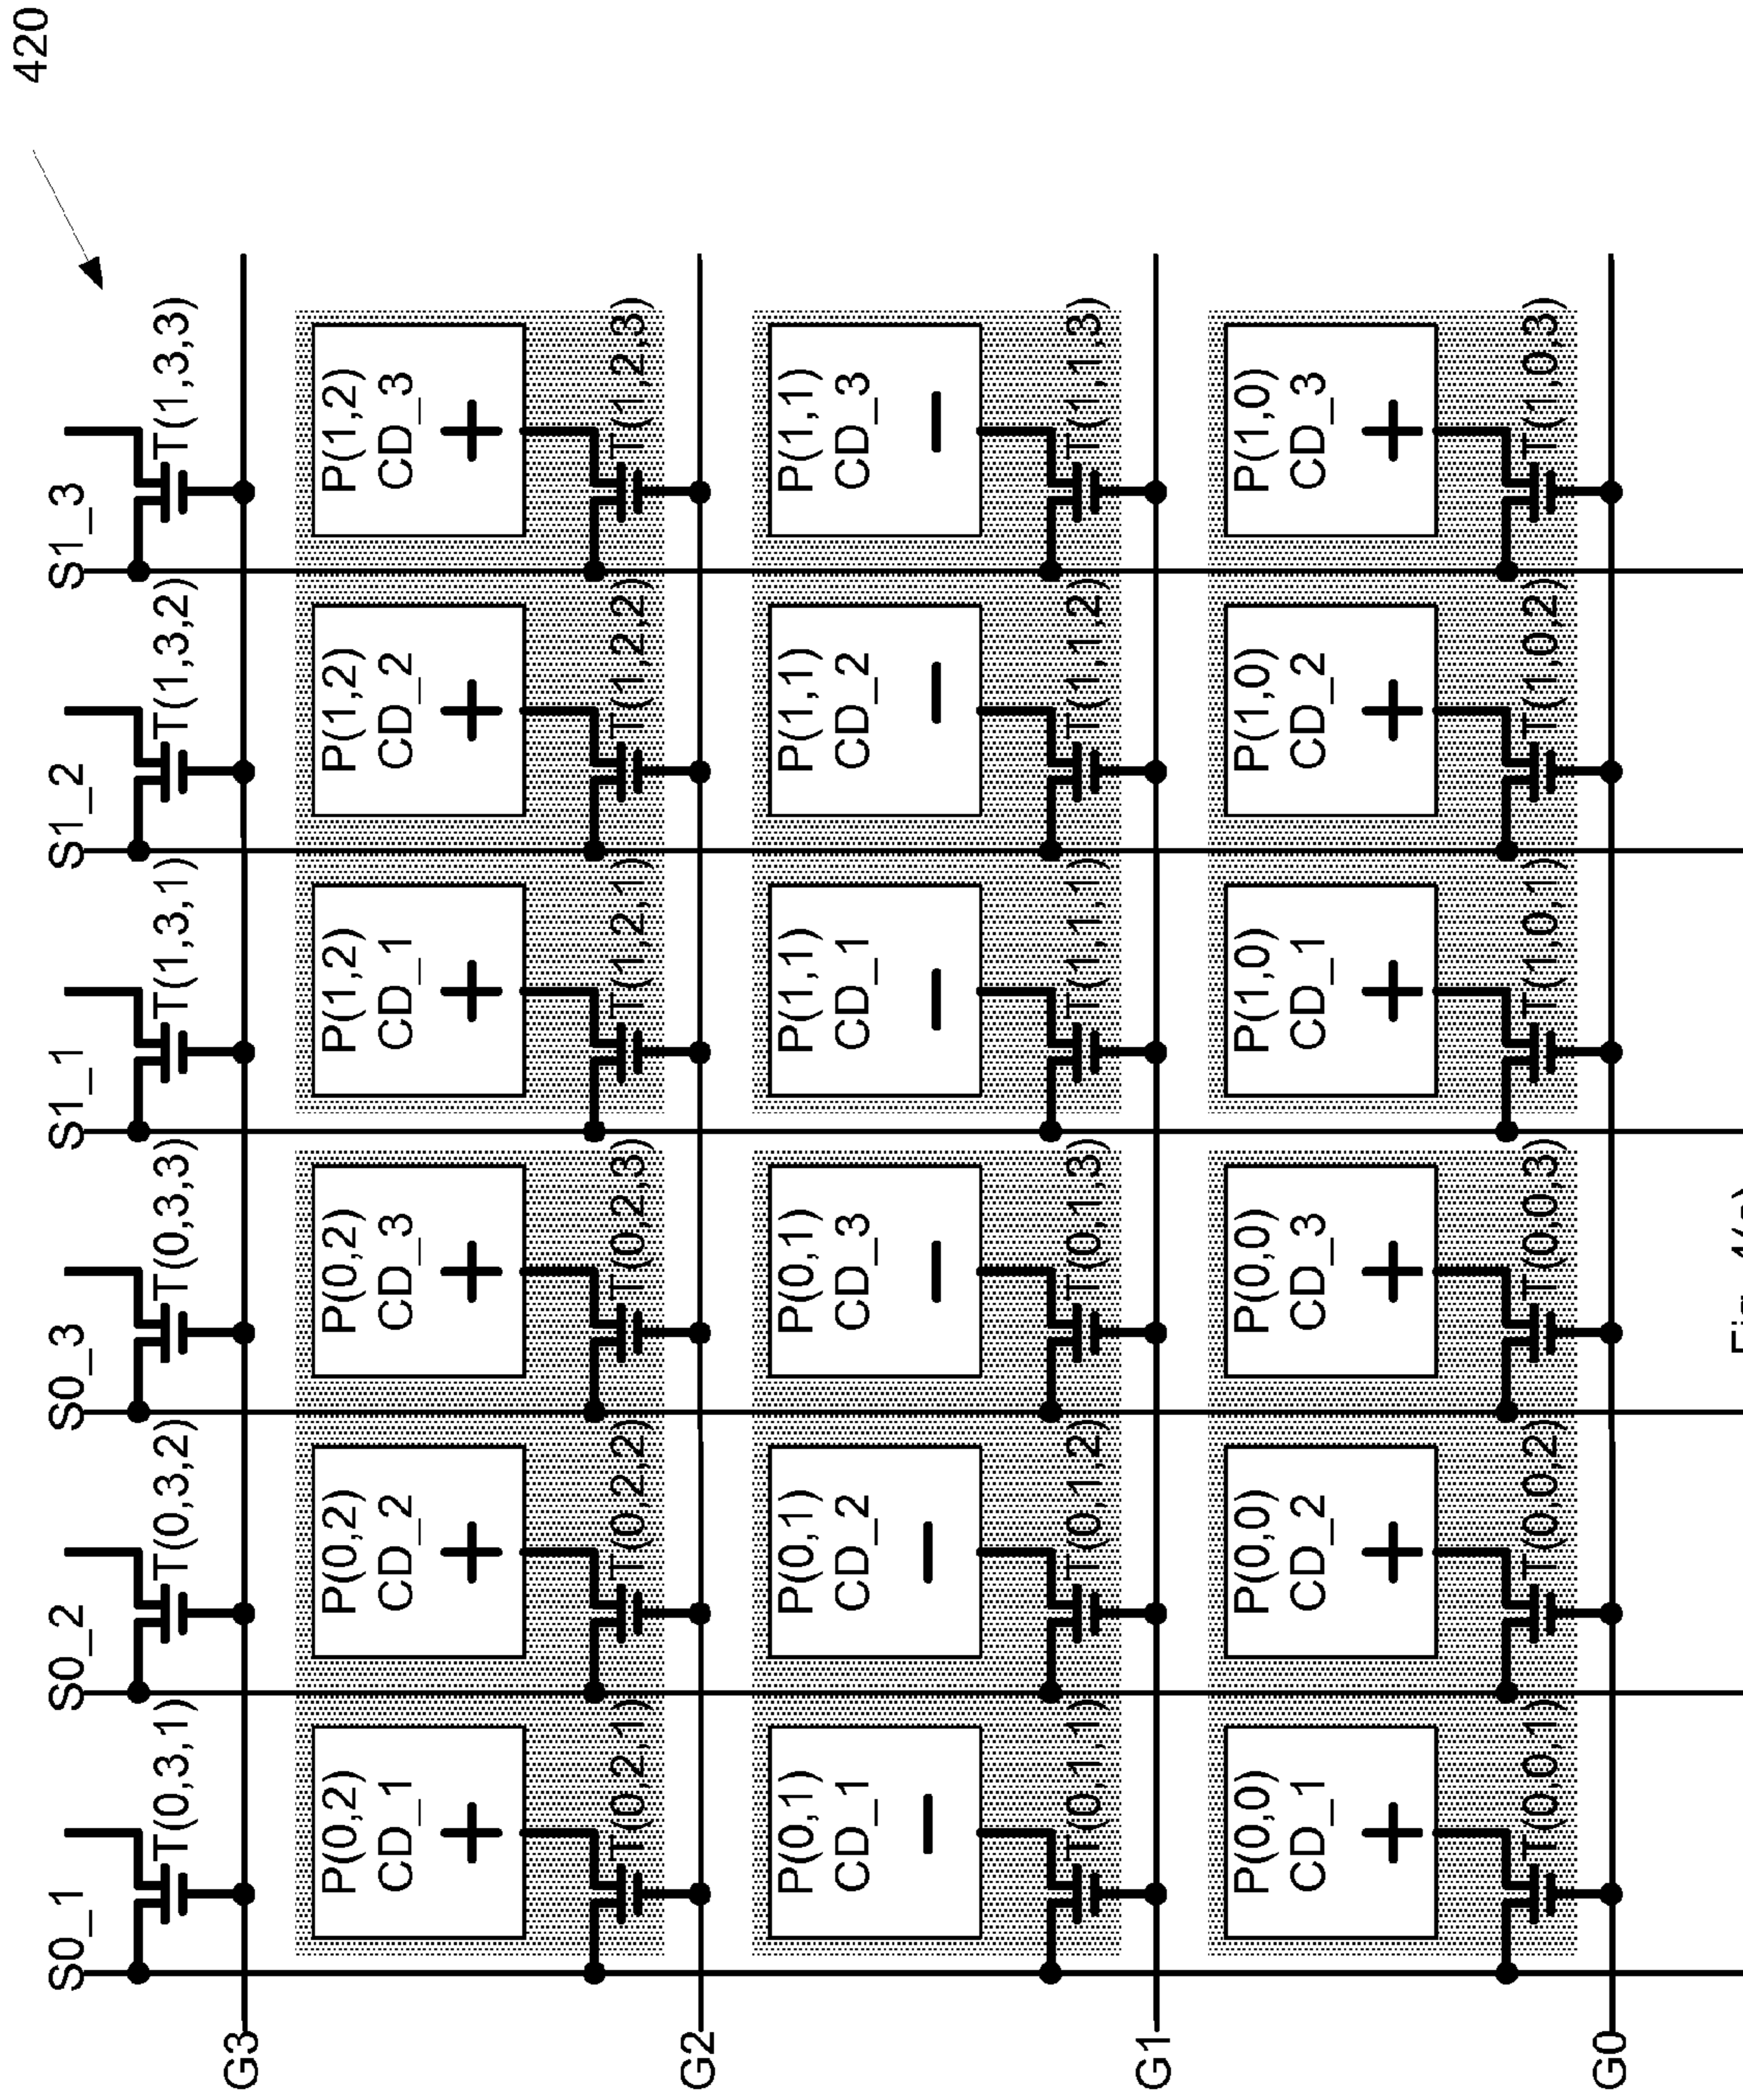 420
S0_1 S0_2 S0_3 S1_1 S1_2 S1_3
T(0,3,1) T(0,3,2) T(0,3,3) T(1,3,1) T(1,3,2) T(1,3,3)
G3
P(0,2) P(0,2) P(0,2) P(1,2) P(1,2) P(1,2)
CD_1 CD_2 CD_3 CD_1 CD_2 CD_3
+ + + + + +
T(0,2,1) T(0,2,2) T(0,2,3) T(1,2,1) T(1,2,2) T(1,2,3)
G2
P(0,1) P(0,1) P(0,1) P(1,1) P(1,1) P(1,1)
CD_1 CD_2 CD_3 CD_1 CD_2 CD_3
− − − − − −
T(0,1,1) T(0,1,2) T(0,1,3) T(1,1,1) T(1,1,2) T(1,1,3)
G1
P(0,0) P(0,0) P(0,0) P(1,0) P(1,0) P(1,0)
CD_1 CD_2 CD_3 CD_1 CD_2 CD_3
+ + + + + +
T(0,0,1) T(0,0,2) T(0,0,3) T(1,0,1) T(1,0,2) T(1,0,3)
G0